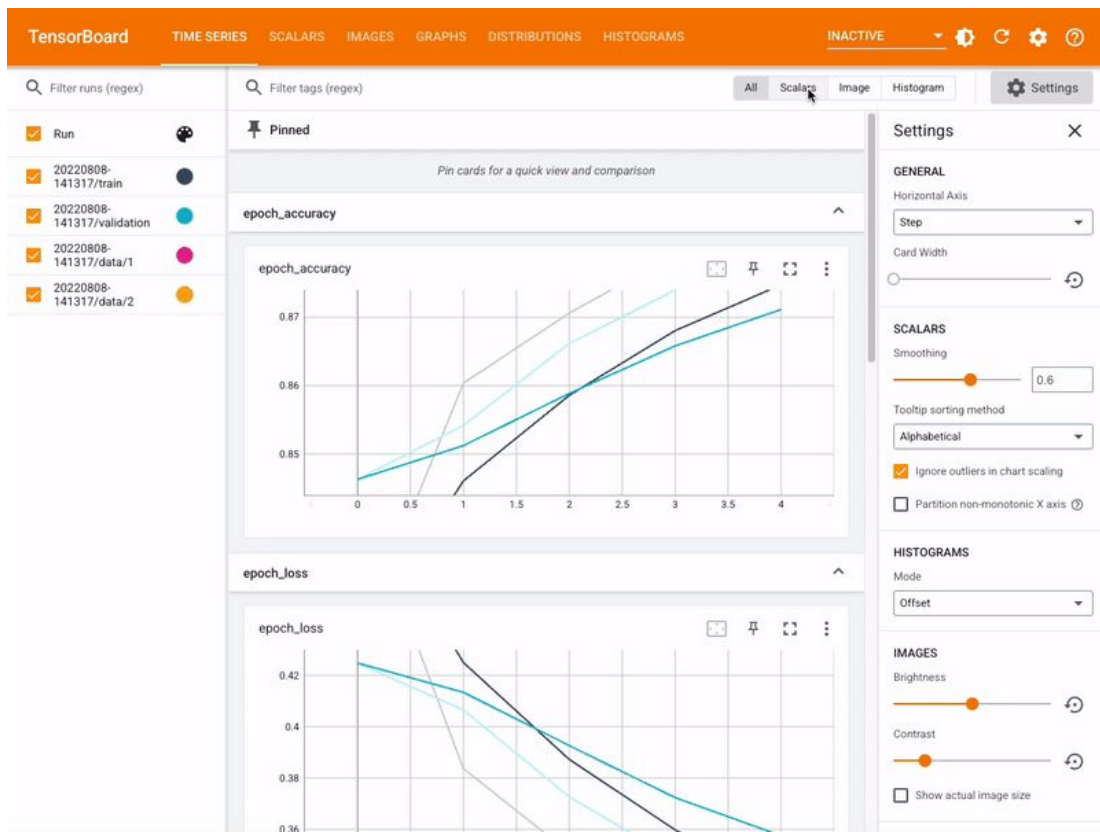 TensorBoard
TIME SERIES
SCALARS
IMAGES
GRAPHS
DISTRIBUTIONS
HISTOGRAMS
INACTIVE
Filter runs (regex)
Filter tags (regex)
All
Scalars
Image
Histogram
Settings
Run
20220808-
141317/train
20220808-
141317/validation
20220808-
141317/data/1
20220808-
141317/data/2
Pinned
Pin cards for a quick view and comparison
epoch_accuracy
epoch_accuracy
0.87
0.86
0.85
0 0.5 1 1.5 2 2.5 3 3.5 4
epoch_loss
epoch_loss
0.42
0.4
0.38
0.36
Settings
GENERAL
Horizontal Axis
Step
Card Width
SCALARS
Smoothing
0.6
Tooltip sorting method
Alphabetical
Ignore outliers in chart scaling
Partition non-monotonic X axis
HISTOGRAMS
Mode
Offset
IMAGES
Brightness
Contrast
Show actual image size